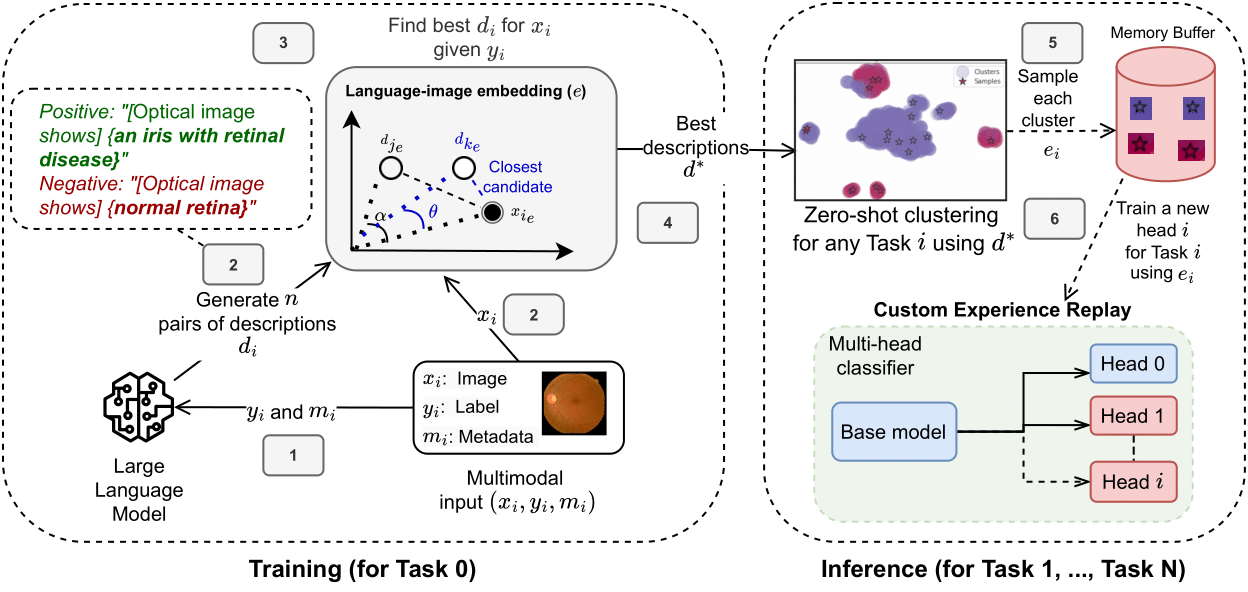 3
Find best d_i for x_i
given y_i
Positive: "[Optical image
shows] {an iris with retinal
disease}"
Negative: "[Optical image
shows] {normal retina}"
Language-image embedding (e)
d_{j_e}
d_{k_e}
Closest
candidate
α
θ
x_{i_e}
Best
descriptions
d*
4
2
Generate n
pairs of descriptions
d_i
x_i
2
y_i and m_i
1
Large
Language
Model
x_i: Image
y_i: Label
m_i: Metadata
Multimodal
input (x_i, y_i, m_i)
Training (for Task 0)
Clusters
Samples
Zero-shot clustering
for any Task i using d*
5
Sample
each
cluster
e_i
Memory Buffer
6
Train a new
head i
for Task i
using e_i
Custom Experience Replay
Multi-head
classifier
Base model
Head 0
Head 1
Head i
Inference (for Task 1, ..., Task N)